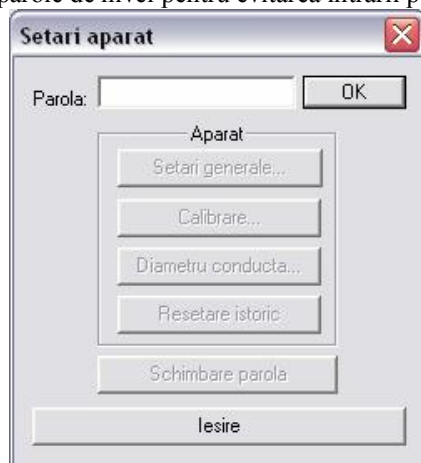 parole de nivel pentru evitarea intrarii p
Setari aparat
Parola:
OK
Aparat
Setari generale...
Calibrare...
Diametru conducta...
Resetare istoric
Schimbare parola
Iesire